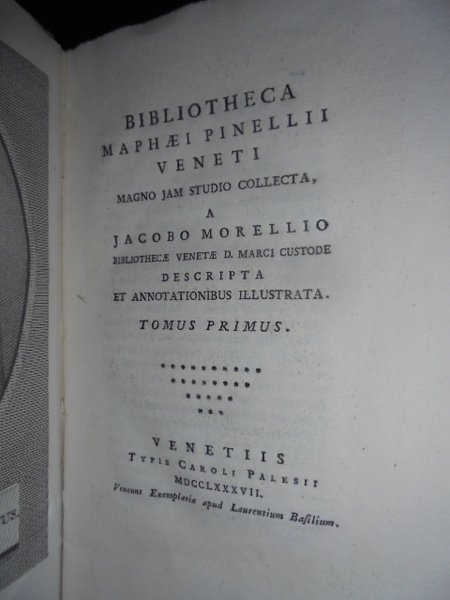 BIBLIOTHECA
MAPHÆI PINELLII
VENETI
MAGNO JAM STUDIO COLLECTA,
A
JACOBO MORELLIO
BIBLIOTHECÆ VENETÆ D. MARCI CUSTODE
DESCRIPTA
ET ANNOTATIONIBUS ILLUSTRATA.
TOMUS PRIMUS.
VENETIIS
TYPIS CAROLI PALESII
MDCCLXXXVII.
Veneunt Exemplaria apud Laurentium Baſilium.